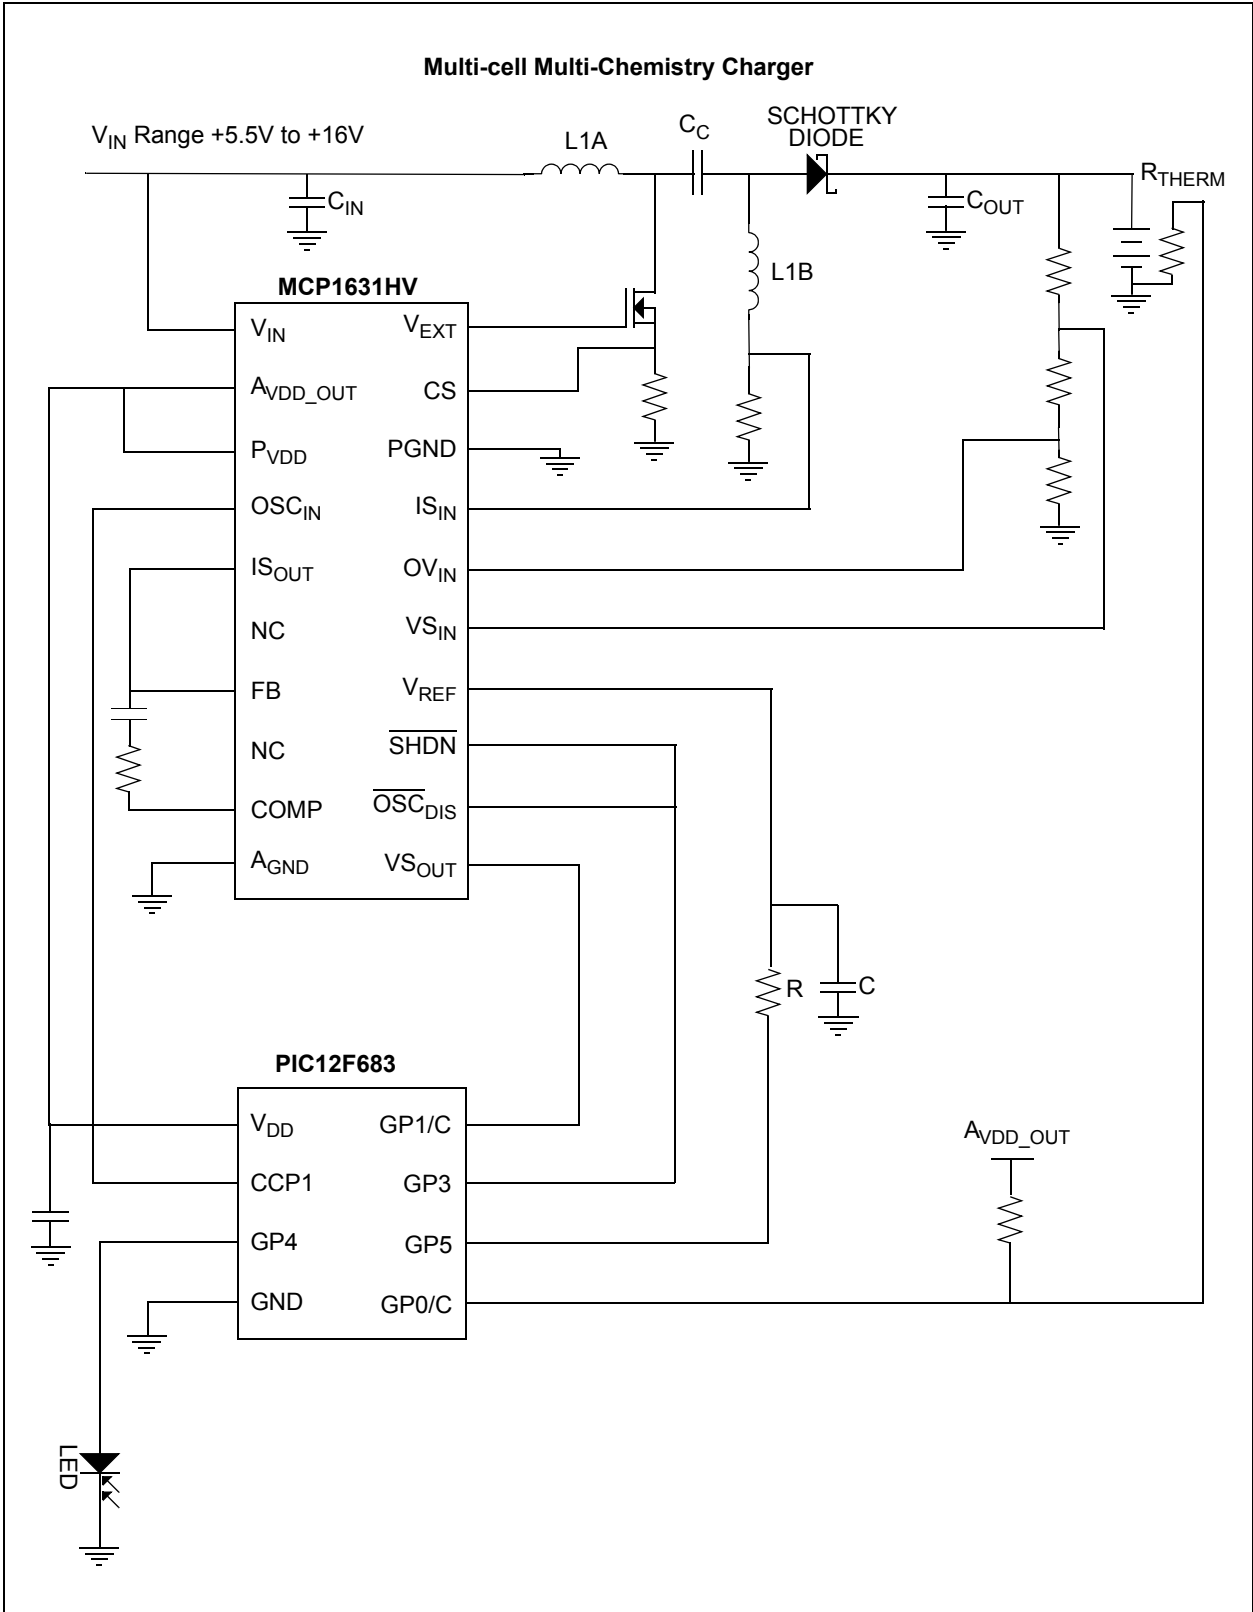 Multi-cell Multi-Chemistry Charger
VIN Range +5.5V to +16V
L1A
CC
SCHOTTKY
DIODE
RTHERM
CIN
COUT
L1B
MCP1631HV
VIN
VEXT
AVDD_OUT
CS
PVDD
PGND
OSCIN
ISIN
ISOUT
OVIN
NC
VSIN
FB
VREF
NC
SHDN
COMP
OSCDIS
AGND
VSOUT
R
C
PIC12F683
VDD
GP1/C
AVDD_OUT
CCP1
GP3
GP4
GP5
GND
GP0/C
LED